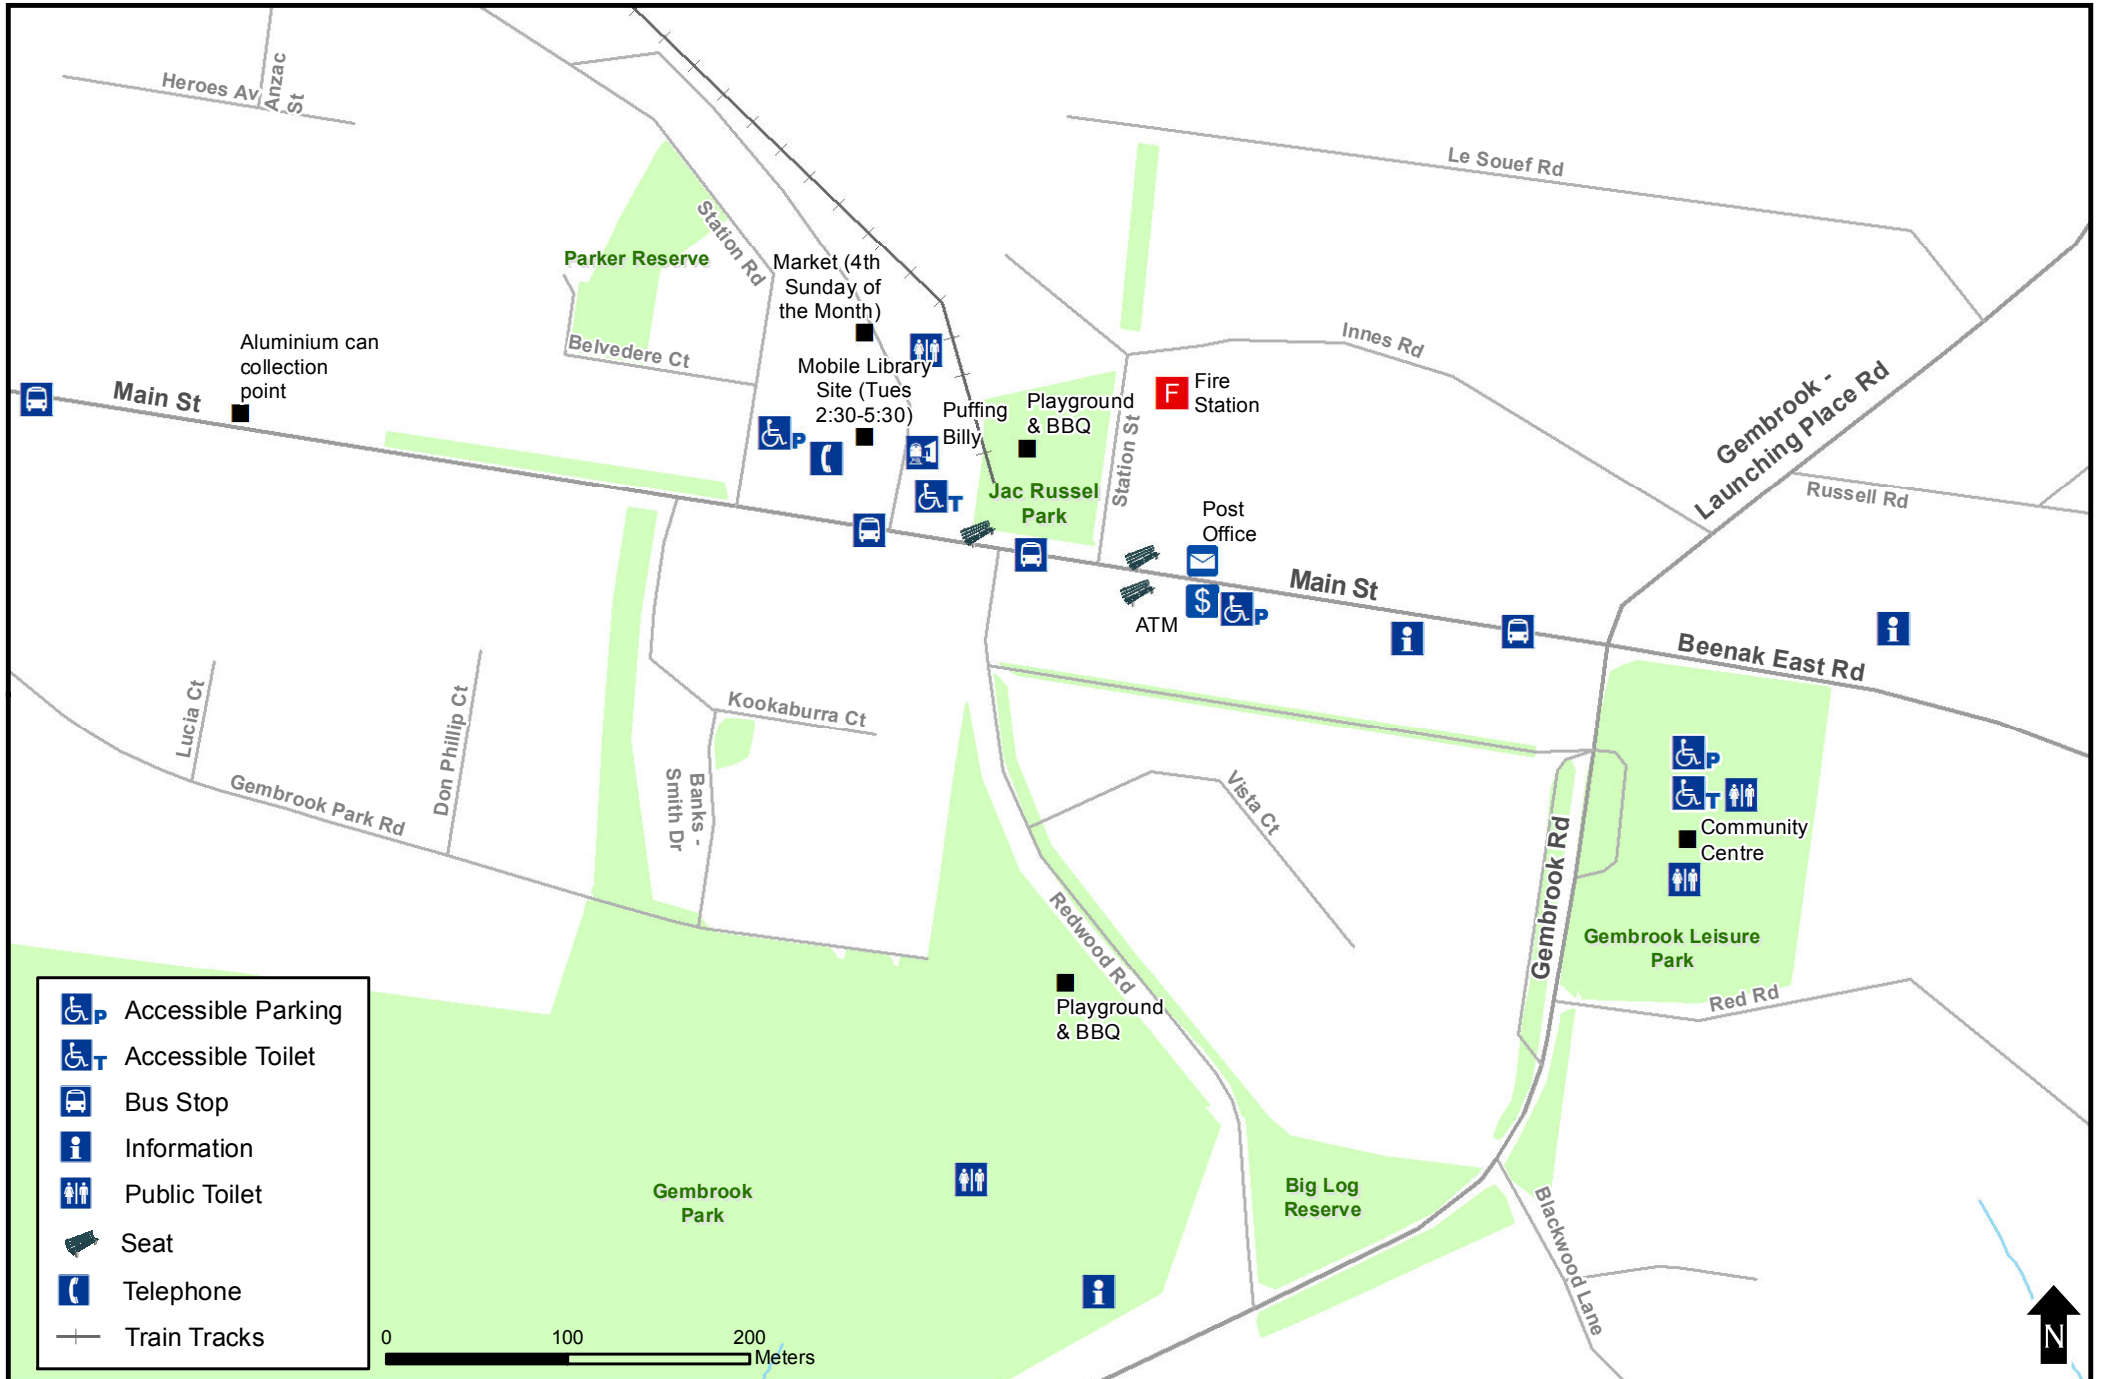 Heroes Av
Anzac
St
Le Souef Rd
Station Rd
Parker Reserve
Market (4th
Sunday of
the Month)
Innes Rd
Belvedere Ct
Aluminium can
collection
point
Main St
Mobile Library
Site (Tues
2:30-5:30)
P
Puffing
Billy
T
Playground
& BBQ
F
Fire
Station
Station St
Jac Russel
Park
Gembrook -
Launching Place Rd
Russell Rd
Post
Office
Main St
$
P
ATM
i
i
Beenak East Rd
Lucia Ct
Don Phillip Ct
Gembrook Park Rd
Kookaburra Ct
Banks -
Smith Dr
Vista Ct
Redwood Rd
Gembrook Rd
P
T
Community
Centre
Gembrook Leisure
Park
Red Rd
Playground
& BBQ
Gembrook
Park
i
Big Log
Reserve
Blackwood Lane
P
Accessible Parking
T
Accessible Toilet
Bus Stop
i
Information
Public Toilet
Seat
Telephone
Train Tracks
0
100
200
Meters
N